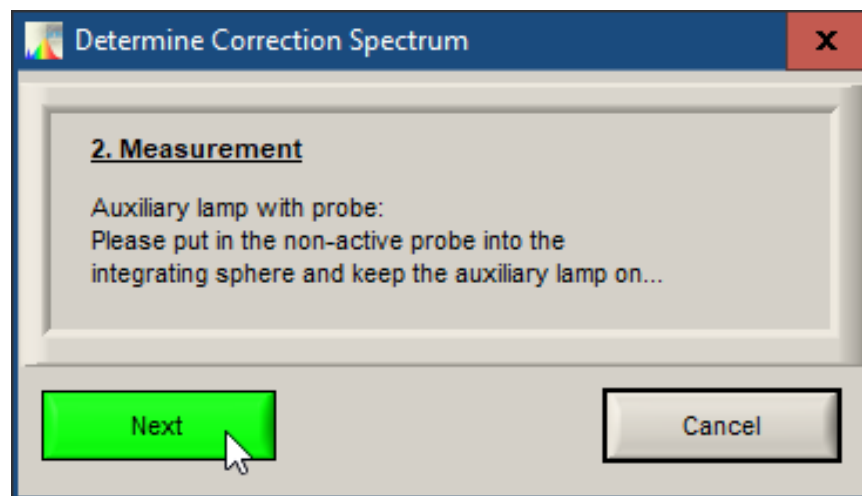 Determine Correction Spectrum
X
2. Measurement
Auxiliary lamp with probe:
Please put in the non-active probe into the
integrating sphere and keep the auxiliary lamp on...
Next
Cancel